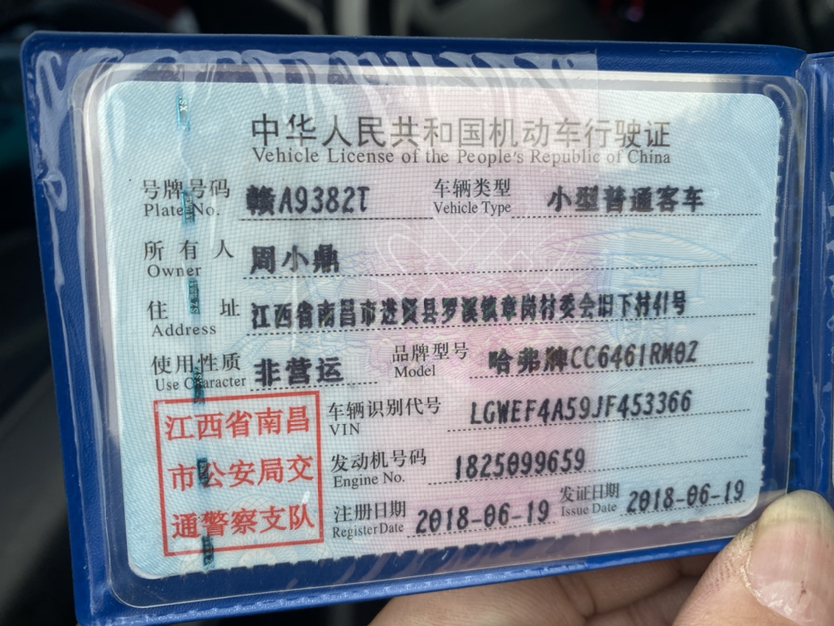 中华人民共和国机动车行驶证
Vehicle License of the People's Republic of China
号牌号码 赣A9382T 车辆类型 小型普通客车
Plate No. Vehicle Type
所有人 周小鼎
Owner
住址 江西省南昌市进贤县罗溪镇章岗村委会旧下村41号
Address
使用性质 非营运 品牌型号 哈弗牌CC6461RM02
Use Character Model
江西省南昌 车辆识别代号 LGWEF4A59JF453366
VIN
市公安局交 发动机号码 1825099659
Engine No.
通警察支队 注册日期 2018-06-19 发证日期 2018-06-19
Register Date Issue Date